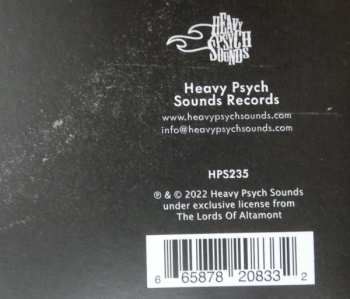 HEAVY
PSYCH
SOUNDS
Heavy Psych
Sounds Records
www.heavypsychsounds.com
info@heavypsychsounds.com
HPS235
℗ & © 2022 Heavy Psych Sounds
under exclusive license from
The Lords Of Altamont
6 65878 20833 2